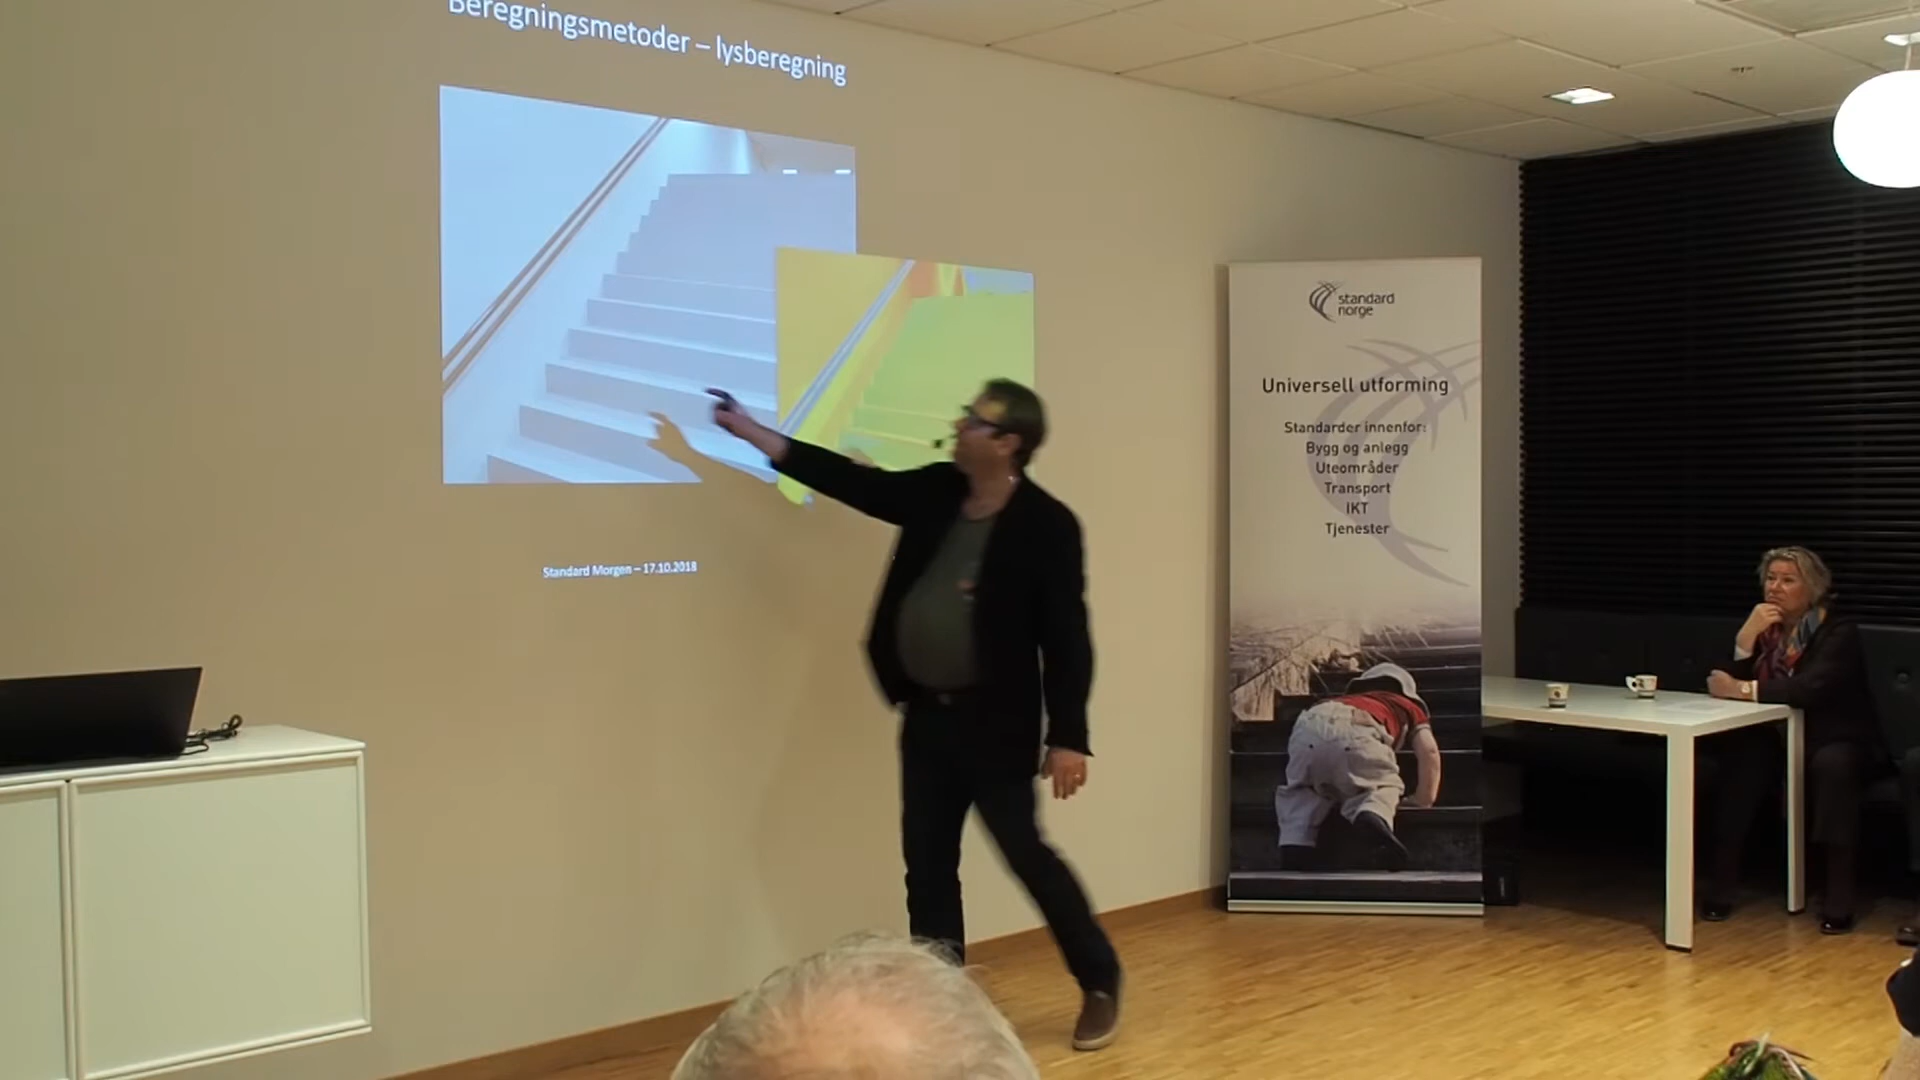 Beregningsmetoder – lysberegning
Standard Morgen – 17.10.2018
standard
norge
Universell utforming
Standarder innenfor:
Bygg og anlegg
Uteområder
Transport
IKT
Tjenester